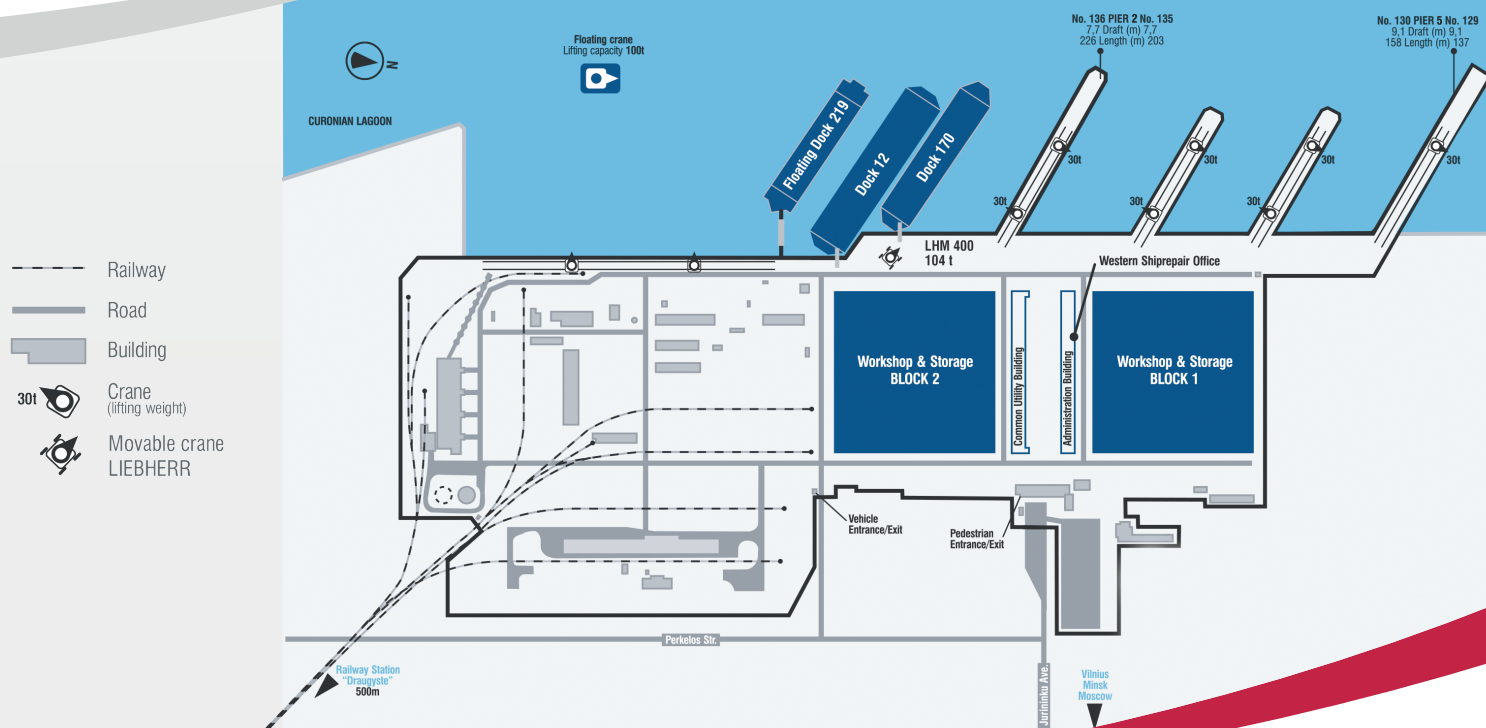 No. 136 PIER 2 No. 135
7,7 Draft (m) 7,7
226 Length (m) 203
No. 130 PIER 5 No. 129
9,1 Draft (m) 9,1
158 Length (m) 137
Floating crane
Lifting capacity 100t
N
CURONIAN LAGOON
Floating Dock 219
Dock 12
Dock 170
30t
30t
30t
30t
30t
30t
30t
LHM 400
104 t
Western Shiprepair Office
Railway
Road
Building
30t
Crane
(lifting weight)
Movable crane
LIEBHERR
Workshop & Storage
BLOCK 2
Common Utility Building
Administration Building
Workshop & Storage
BLOCK 1
Vehicle
Entrance/Exit
Pedestrian
Entrance/Exit
Perkelos Str.
Railway Station
"Draugyste"
500m
Jurininku Ave.
Vilnius
Minsk
Moscow